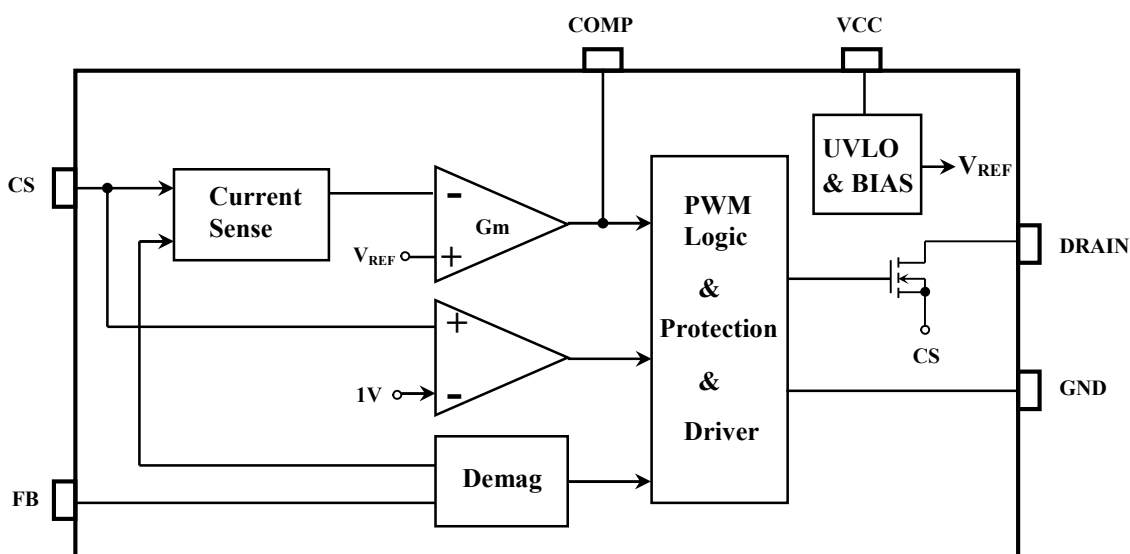 COMP
VCC
CS
FB
DRAIN
GND
Current
Sense
-
Gm
VREF
+
+
1V
-
Demag
PWM
Logic
&
Protection
&
Driver
UVLO
& BIAS
VREF
CS